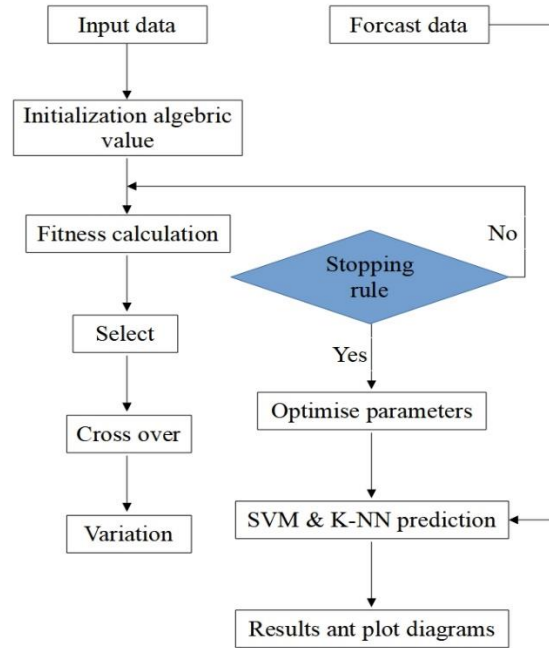 Input data
Forcast data
Initialization algebric
value
Fitness calculation
No
Stopping
rule
Select
Yes
Optimise parameters
Cross over
SVM & K-NN prediction
Variation
Results ant plot diagrams